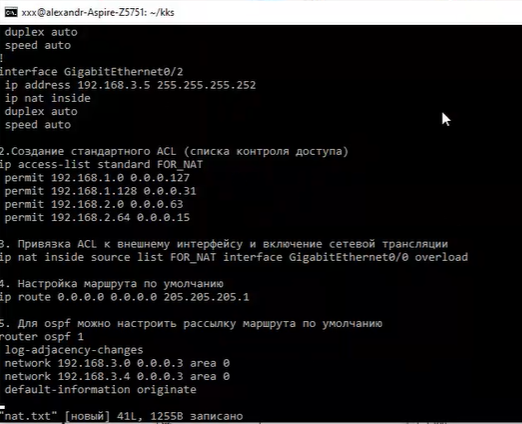 xxx@alexandr-Aspire-Z5751: ~/kks
duplex auto
speed auto
!
interface GigabitEthernet0/2
ip address 192.168.3.5 255.255.255.252
ip nat inside
duplex auto
speed auto
2.Создание стандартного ACL (списка контроля доступа)
ip access-list standard FOR_NAT
permit 192.168.1.0 0.0.0.127
permit 192.168.1.128 0.0.0.31
permit 192.168.2.0 0.0.0.63
permit 192.168.2.64 0.0.0.15
3. Привязка ACL к внешнему интерфейсу и включение сетевой трансляции
ip nat inside source list FOR_NAT interface GigabitEthernet0/0 overload
4. Настройка маршрута по умолчанию
ip route 0.0.0.0 0.0.0.0 205.205.205.1
5. Для ospf можно настроить рассылку маршрута по умолчанию
router ospf 1
log-adjacency-changes
network 192.168.3.0 0.0.0.3 area 0
network 192.168.3.4 0.0.0.3 area 0
default-information originate
"nat.txt" [новый] 41L, 1255B записано